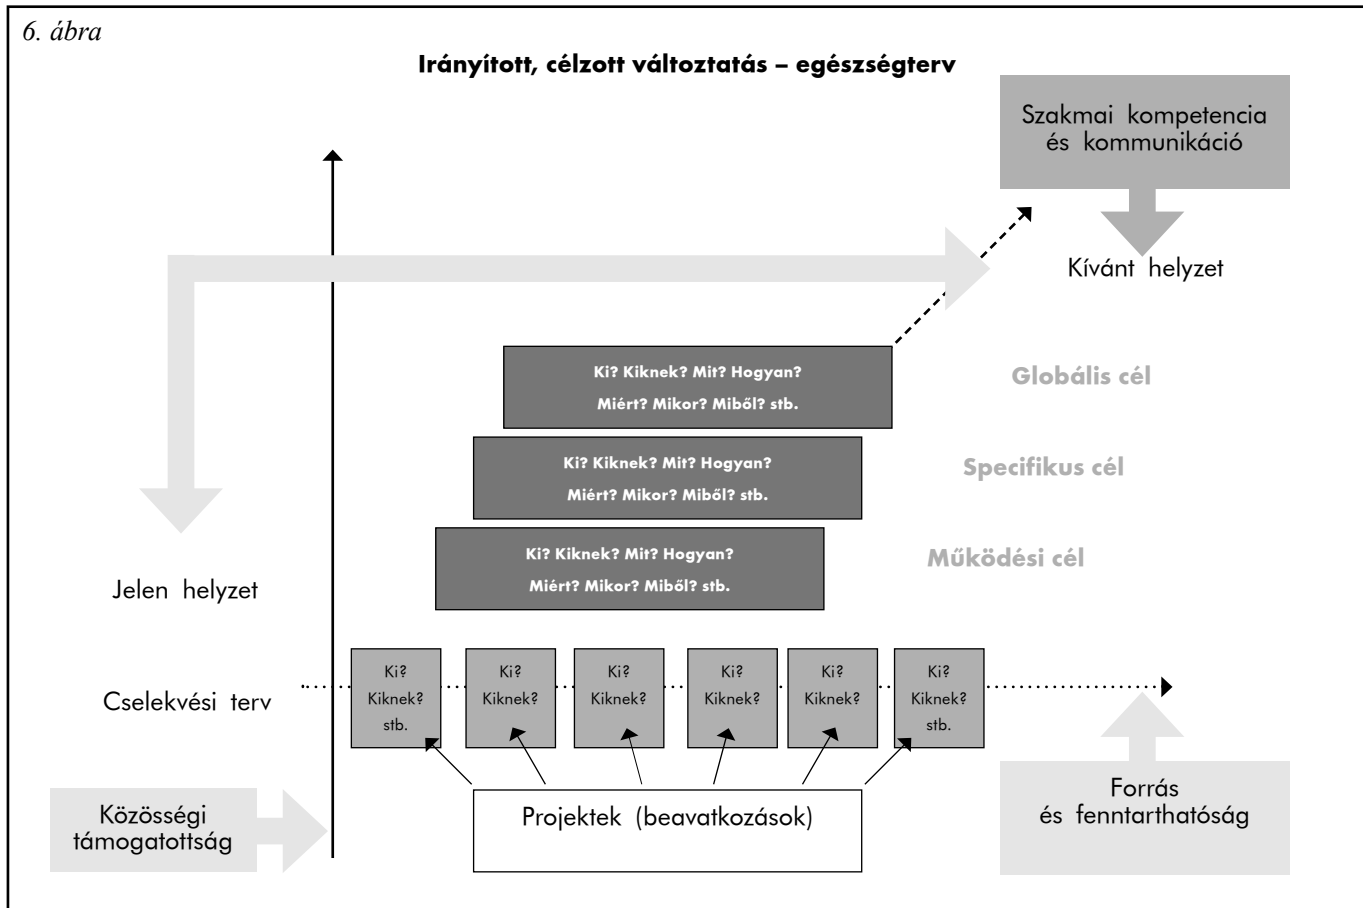 6. ábra
Irányított, célzott változtatás – egészségterv
Szakmai kompetencia
és kommunikáció
Kívánt helyzet
Ki? Kiknek? Mit? Hogyan?
Miért? Mikor? Miből? stb.
Globális cél
Ki? Kiknek? Mit? Hogyan?
Miért? Mikor? Miből? stb.
Specifikus cél
Ki? Kiknek? Mit? Hogyan?
Miért? Mikor? Miből? stb.
Működési cél
Jelen helyzet
Cselekvési terv
Ki?
Kiknek?
stb.
Ki?
Kiknek?
Ki?
Kiknek?
Ki?
Kiknek?
Ki?
Kiknek?
Ki?
Kiknek?
stb.
Közösségi
támogatottság
Projektek (beavatkozások)
Forrás
és fenntarthatóság